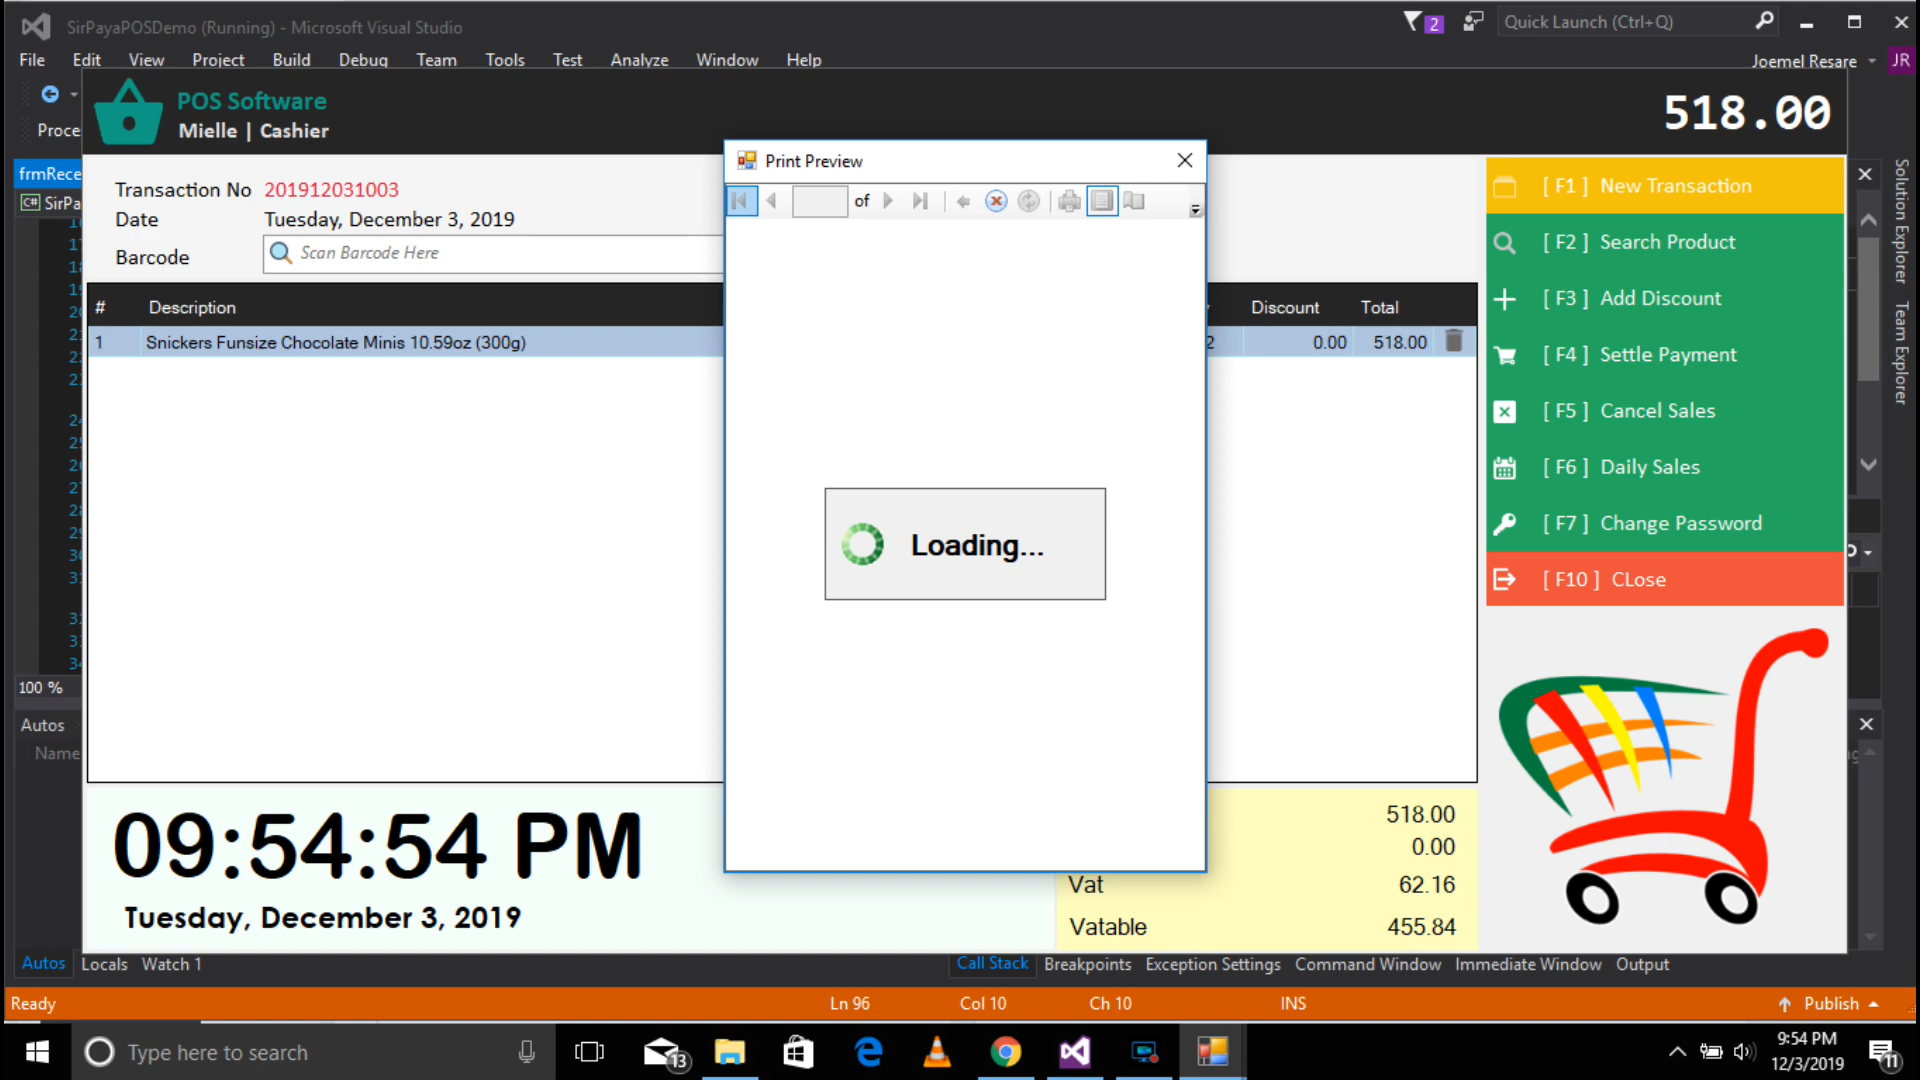 SirPayaPOSDemo (Running) - Microsoft Visual Studio
2
Quick Launch (Ctrl+Q)
File Edit View Project Build Debug Team Tools Test Analyze Window Help
Joemel Resare JR
POS Software
Mielle | Cashier
518.00
Proce
frmRece
C# SirPa
Transaction No 201912031003
Date Tuesday, December 3, 2019
Barcode Scan Barcode Here
Print Preview
of
# Description Discount Total
1 Snickers Funsize Chocolate Minis 10.59oz (300g) 2 0.00 518.00
Loading...
[ F1 ] New Transaction
[ F2 ] Search Product
[ F3 ] Add Discount
[ F4 ] Settle Payment
[ F5 ] Cancel Sales
[ F6 ] Daily Sales
[ F7 ] Change Password
[ F10 ] CLose
Solution Explorer
Team Explorer
100 %
Autos
Name
09:54:54 PM
Tuesday, December 3, 2019
518.00
0.00
Vat 62.16
Vatable 455.84
Autos Locals Watch 1
Call Stack Breakpoints Exception Settings Command Window Immediate Window Output
Ready Ln 96 Col 10 Ch 10 INS Publish
Type here to search
13
9:54 PM
12/3/2019
11